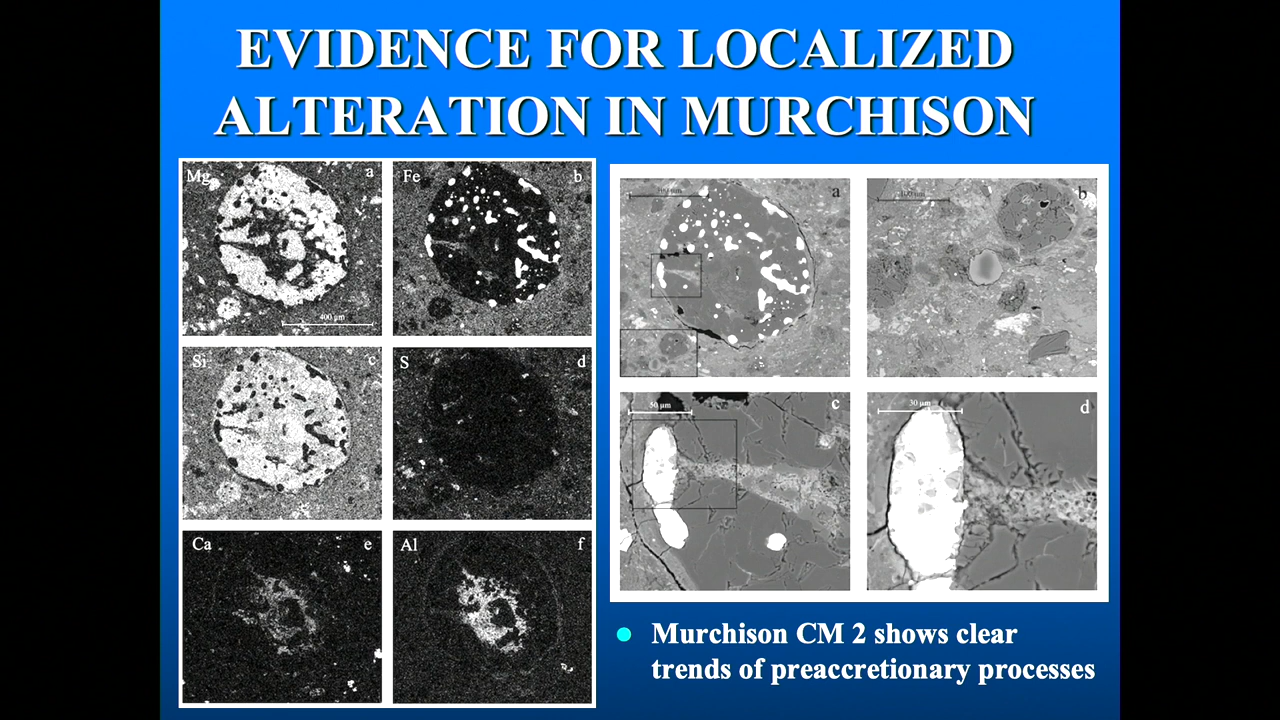 EVIDENCE FOR LOCALIZED
ALTERATION IN MURCHISON
Mg a
400 µm
Fe b
Si c
S d
Ca e
Al f
a
b
50 µm
c
30 µm
d
Murchison CM 2 shows clear
trends of preaccretionary processes